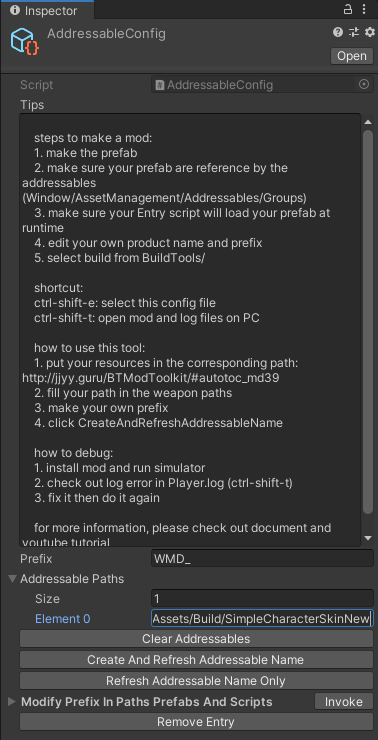 Inspector
AddressableConfig
Open
Script
AddressableConfig
Tips
steps to make a mod:
1. make the prefab
2. make sure your prefab are reference by the
addressables
(Window/AssetManagement/Addressables/Groups)
3. make sure your Entry script will load your prefab at
runtime
4. edit your own product name and prefix
5. select build from BuildTools/
shortcut:
ctrl-shift-e: select this config file
ctrl-shift-t: open mod and log files on PC
how to use this tool:
1. put your resources in the corresponding path:
http://jjyy.guru/BTModToolkit/#autotoc_md39
2. fill your path in the weapon paths
3. make your own prefix
4. click CreateAndRefreshAddressableName
how to debug:
1. install mod and run simulator
2. check out log error in Player.log (ctrl-shift-t)
3. fix it then do it again
for more information, please check out document and
youtube tutorial
Prefix WMD_
Addressable Paths
Size 1
Element 0 Assets/Build/SimpleCharacterSkinNew
Clear Addressables
Create And Refresh Addressable Name
Refresh Addressable Name Only
Modify Prefix In Paths Prefabs And Scripts Invoke
Remove Entry